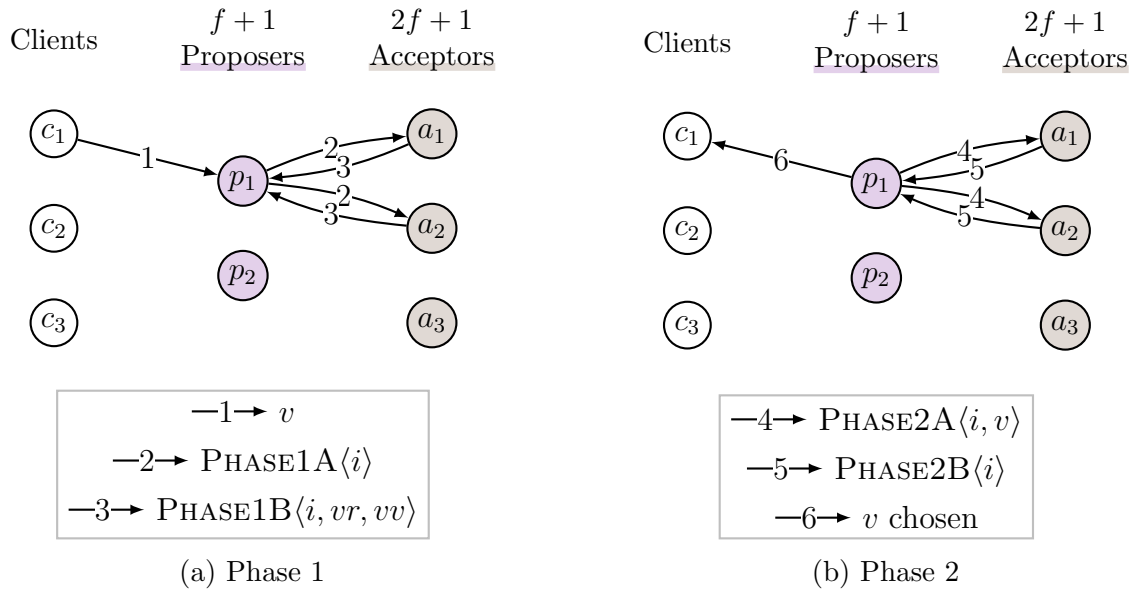 Clients
f + 1
Proposers
2f + 1
Acceptors
c₁
c₂
c₃
p₁
p₂
a₁
a₂
a₃
1
2
3
2
3
1 v
2 PHASE1A⟨i⟩
3 PHASE1B⟨i, vr, vv⟩
(a) Phase 1
Clients
f + 1
Proposers
2f + 1
Acceptors
c₁
c₂
c₃
p₁
p₂
a₁
a₂
a₃
6
4
5
4
5
4 PHASE2A⟨i, v⟩
5 PHASE2B⟨i⟩
6 v chosen
(b) Phase 2